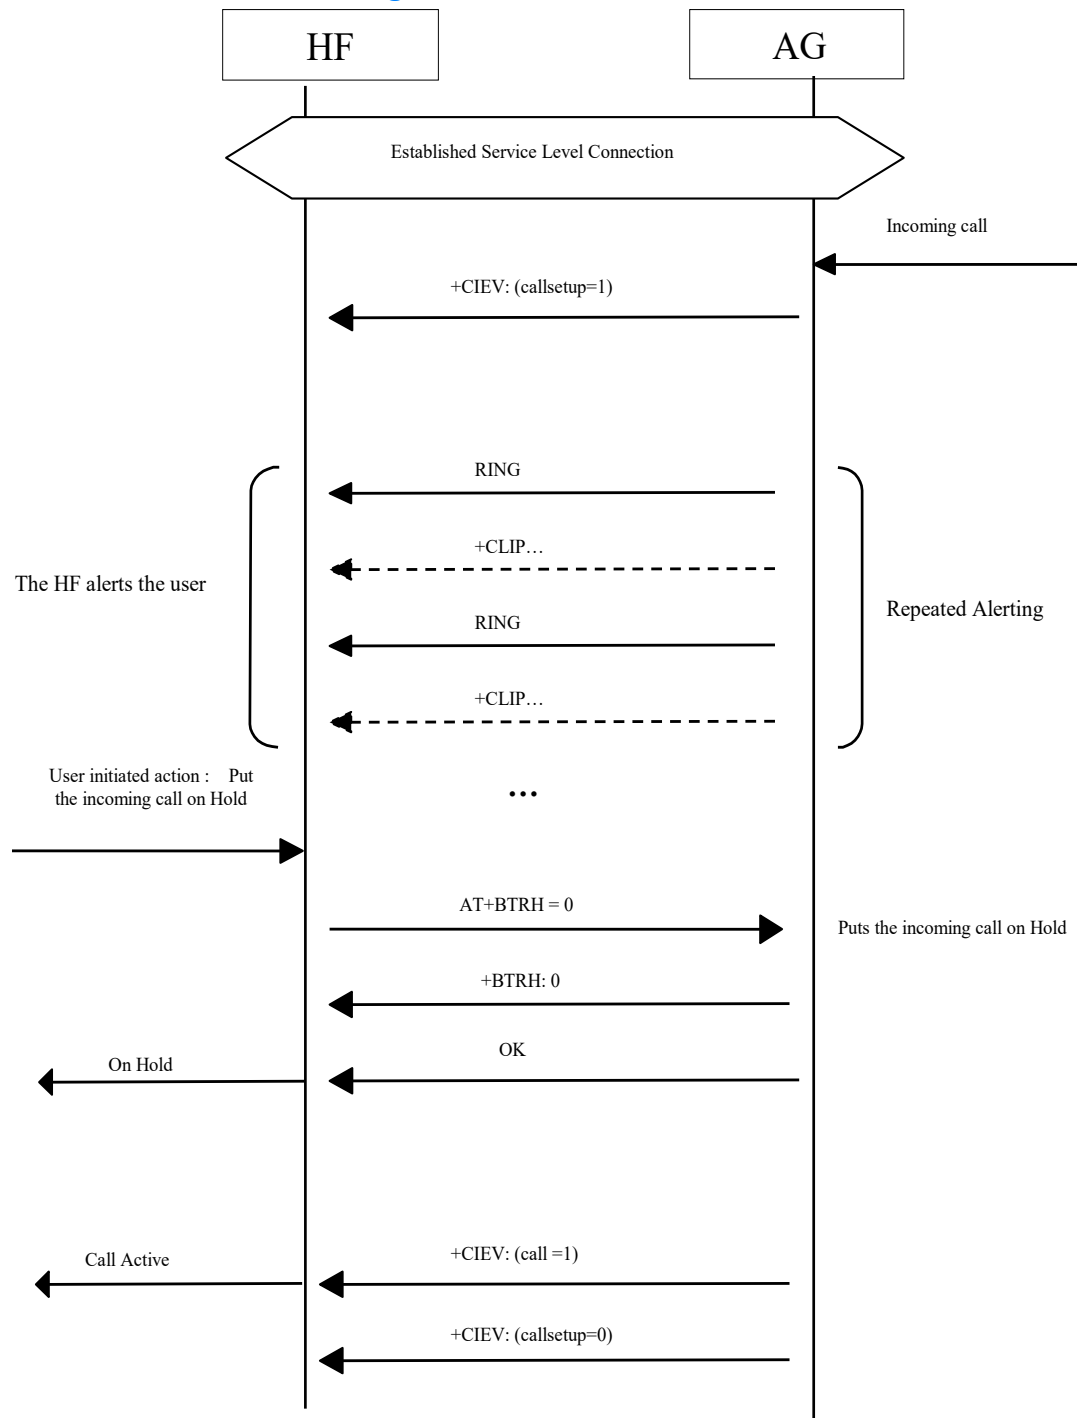 HF
AG
Established Service Level Connection
Incoming call
+CIEV: (callsetup=1)
RING
+CLIP…
The HF alerts the user
Repeated Alerting
RING
+CLIP…
User initiated action :    Put
the incoming call on Hold
...
AT+BTRH = 0
Puts the incoming call on Hold
+BTRH: 0
OK
On Hold
+CIEV: (call =1)
Call Active
+CIEV: (callsetup=0)